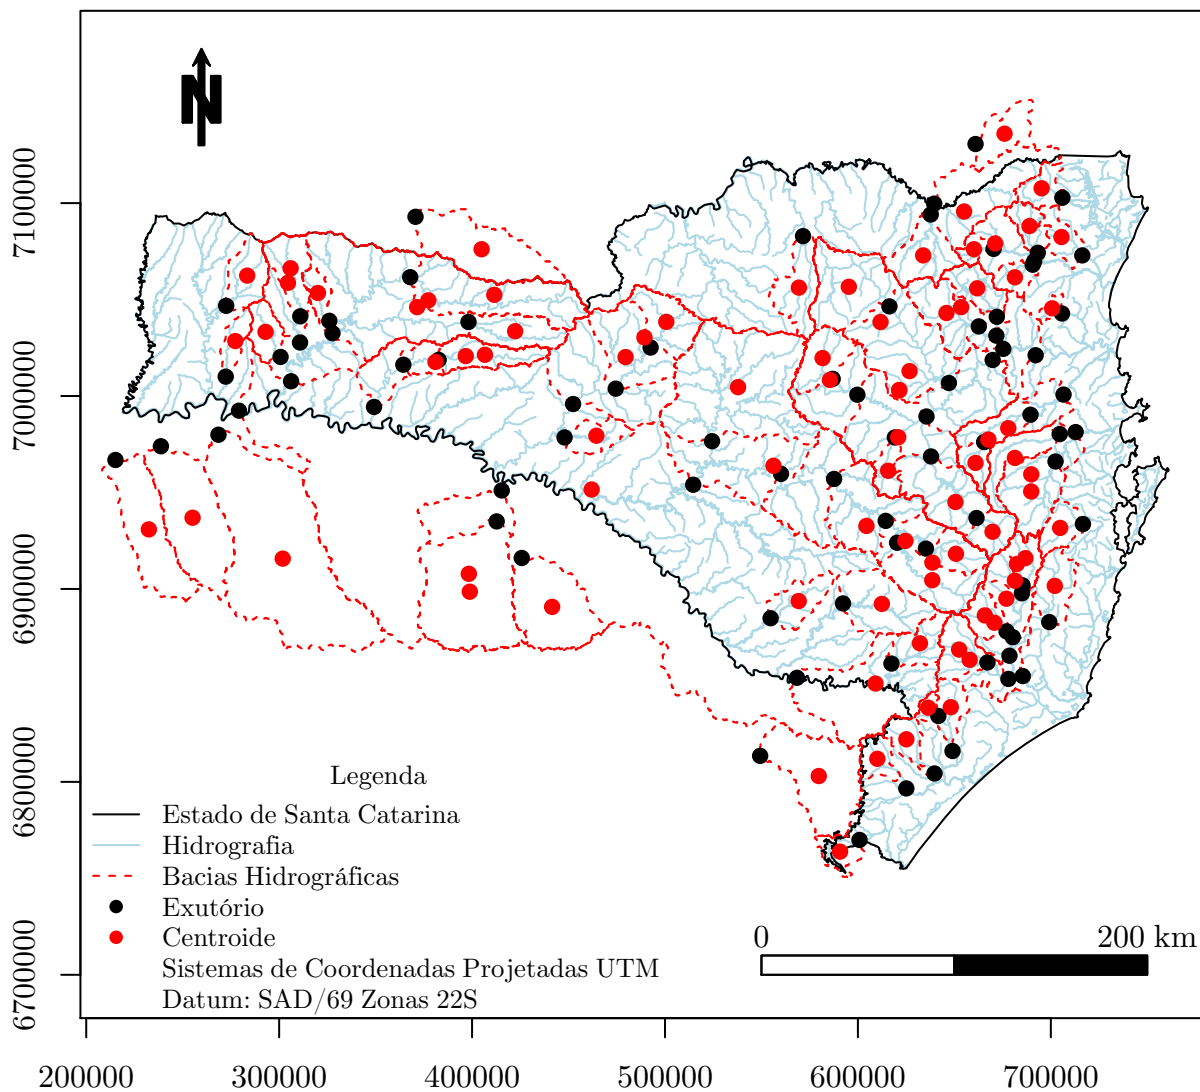 N
7100000
7000000
6900000
6800000
6700000
Legenda
Estado de Santa Catarina
Hidrografia
Bacias Hidrográficas
Exutório
Centroide
Sistemas de Coordenadas Projetadas UTM
Datum: SAD/69 Zonas 22S
0 200 km
200000 300000 400000 500000 600000 700000